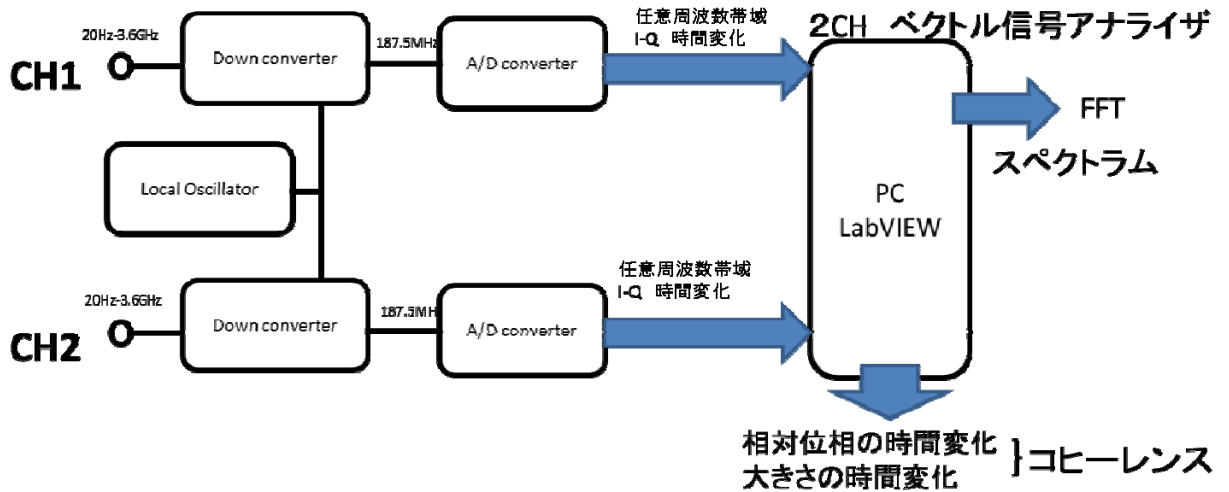 2CH ベクトル信号アナライザ
CH1
20Hz-3.6GHz
Down converter
187.5MHz
A/D converter
任意周波数帯域
I-Q 時間変化
Local Oscillator
PC
LabVIEW
FFT
スペクトラム
CH2
20Hz-3.6GHz
Down converter
187.5MH
A/D converter
任意周波数帯域
I-Q 時間変化
相対位相の時間変化
大きさの時間変化
}コヒーレンス